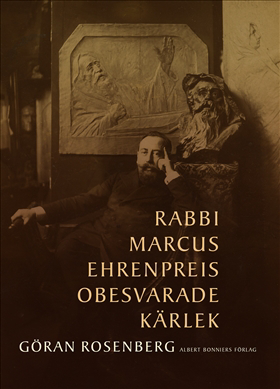 RABBI
MARCUS
EHRENPREIS
OBESVARADE
KÄRLEK
GÖRAN ROSENBERG ALBERT BONNIERS FÖRLAG